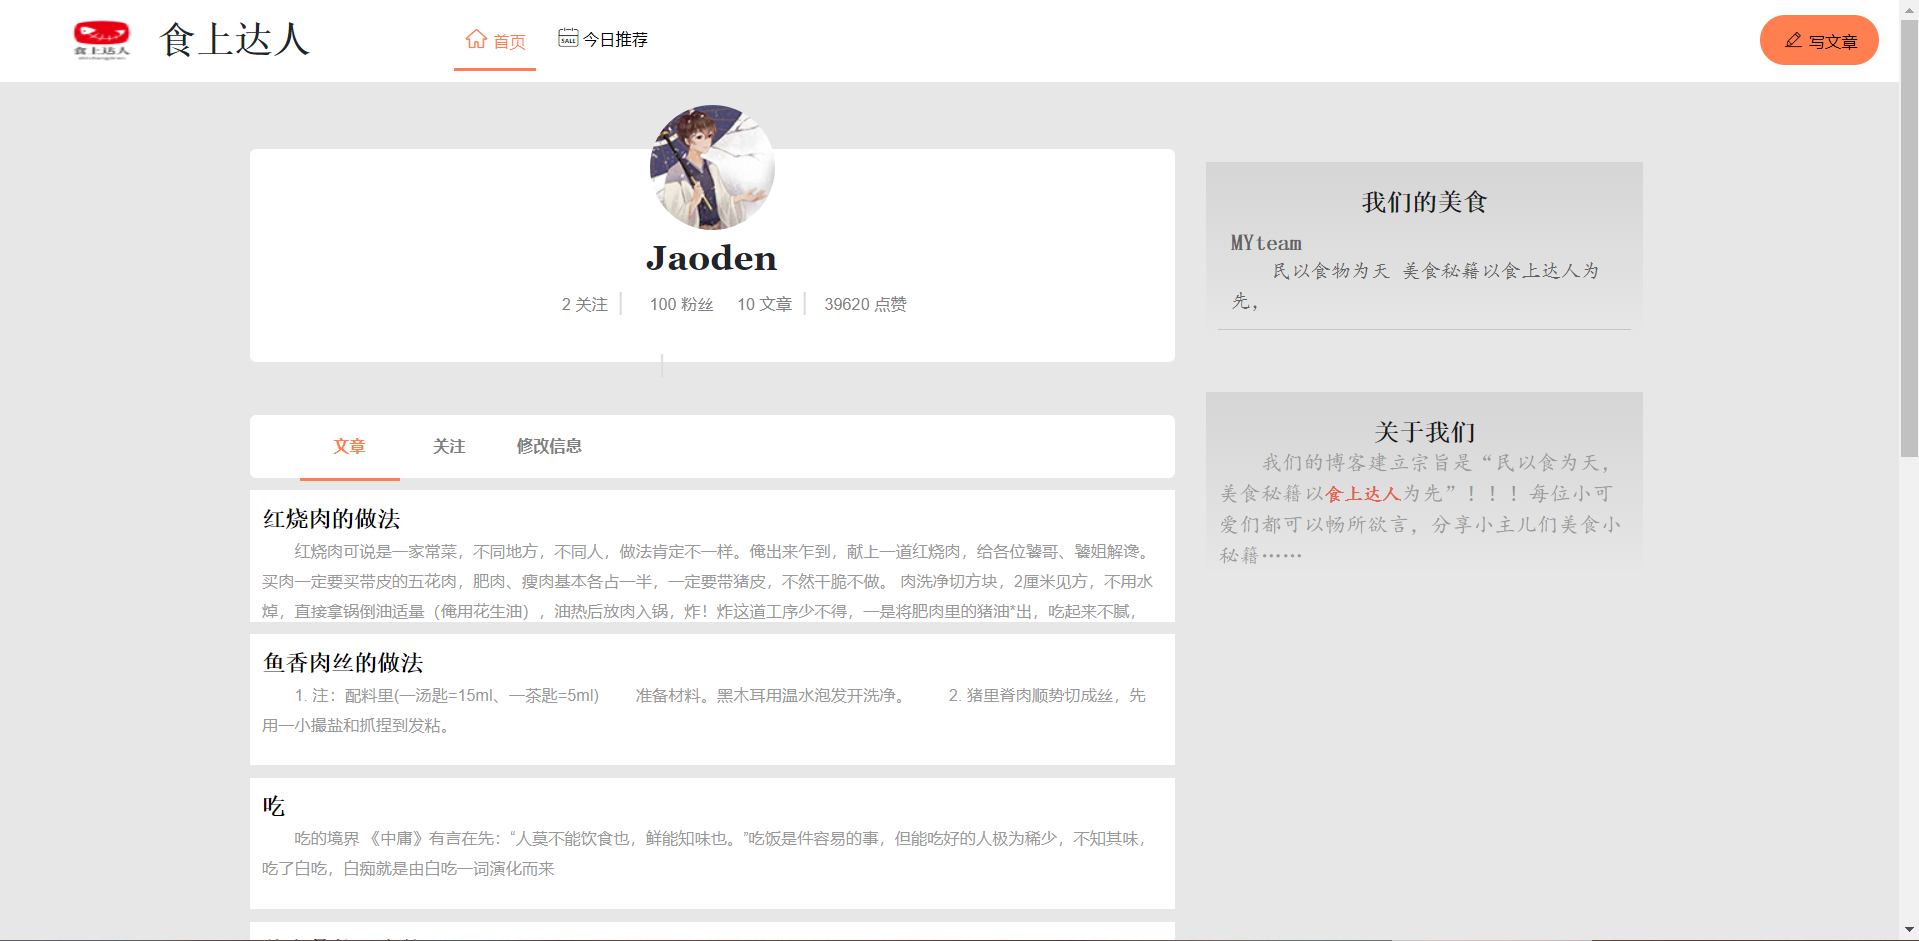 食上达人
食上达人
首页
SALE
今日推荐
写文章
Jaoden
2 关注
100 粉丝
10 文章
39620 点赞
文章
关注
修改信息
红烧肉的做法
红烧肉可说是一家常菜，不同地方，不同人，做法肯定不一样。俺出来乍到，献上一道红烧肉，给各位饕哥、饕姐解谗。
买肉一定要买带皮的五花肉，肥肉、瘦肉基本各占一半，一定要带猪皮，不然干脆不做。 肉洗净切方块，2厘米见方，不用水
焯，直接拿锅倒油适量（俺用花生油），油热后放肉入锅，炸！炸这道工序少不得，一是将肥肉里的猪油*出，吃起来不腻，
鱼香肉丝的做法
1. 注：配料里(一汤匙=15ml、一茶匙=5ml) 准备材料。黑木耳用温水泡发开洗净。 2. 猪里脊肉顺势切成丝，先
用一小撮盐和抓捏到发粘。
吃
吃的境界 《中庸》有言在先：“人莫不能饮食也，鲜能知味也。”吃饭是件容易的事，但能吃好的人极为稀少，不知其味，
吃了白吃，白痴就是由白吃一词演化而来
我们的美食
MYteam
民以食物为天 美食秘籍以食上达人为
先，
关于我们
我们的博客建立宗旨是“民以食为天，
美食秘籍以食上达人为先”！！！每位小可
爱们都可以畅所欲言，分享小主儿们美食小
秘籍······